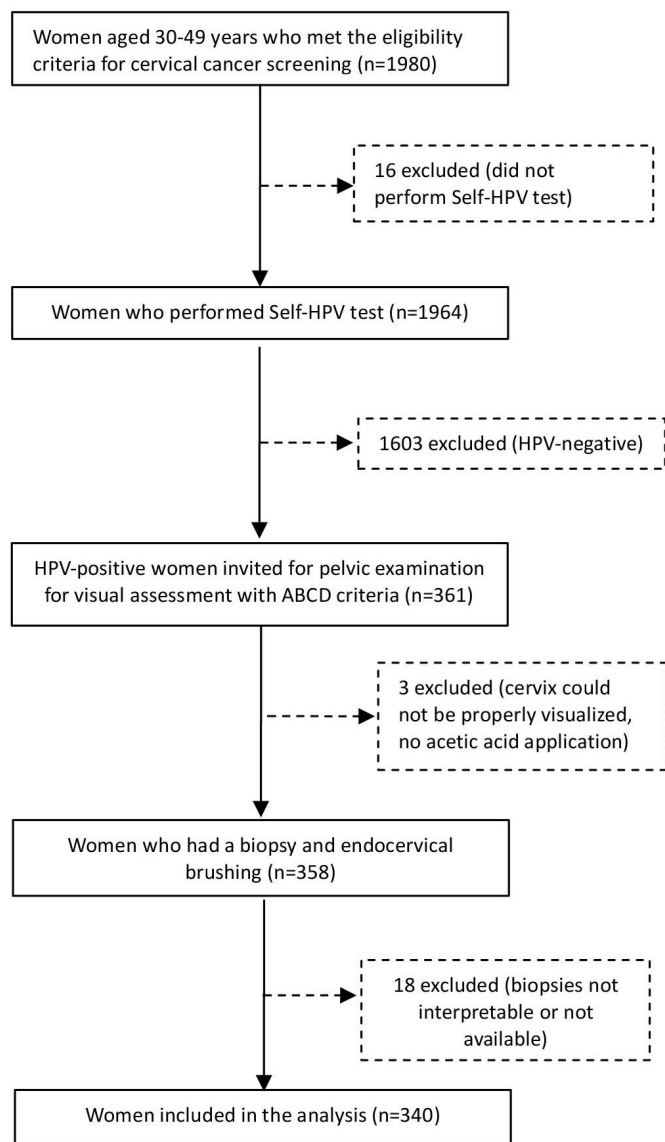 Women aged 30-49 years who met the eligibility
criteria for cervical cancer screening (n=1980)
16 excluded (did not
perform Self-HPV test)
Women who performed Self-HPV test (n=1964)
1603 excluded (HPV-negative)
HPV-positive women invited for pelvic examination
for visual assessment with ABCD criteria (n=361)
3 excluded (cervix could
not be properly visualized,
no acetic acid application)
Women who had a biopsy and endocervical
brushing (n=358)
18 excluded (biopsies not
interpretable or not
available)
Women included in the analysis (n=340)